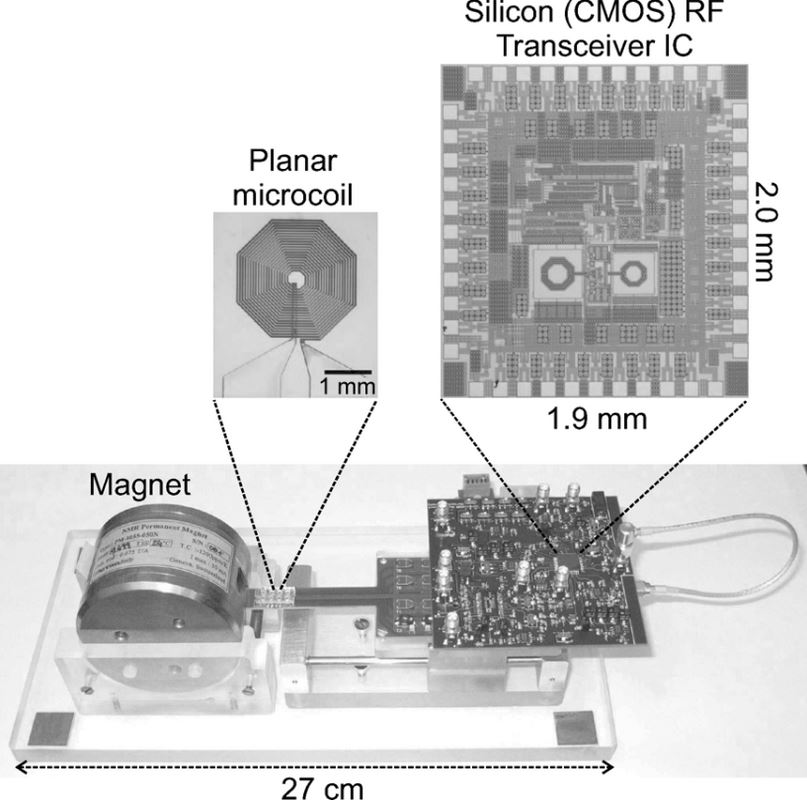 Silicon (CMOS) RF
Transceiver IC
Planar
microcoil
2.0 mm
1 mm
1.9 mm
Magnet
NMR Permanent Magnet
S/N
T.C.
27 cm